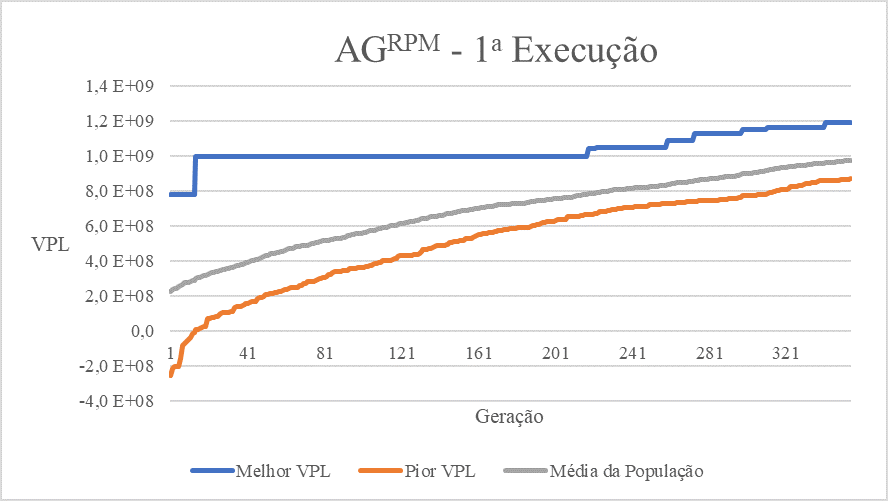 AGRPM - 1ª Execução
1,4 E+09
1,2 E+09
1,0 E+09
8,0 E+08
6,0 E+08
VPL
4,0 E+08
2,0 E+08
0,0
1 41 81 121 161 201 241 281 321
-2,0 E+08
-4,0 E+08
Geração
Melhor VPL Pior VPL Média da População